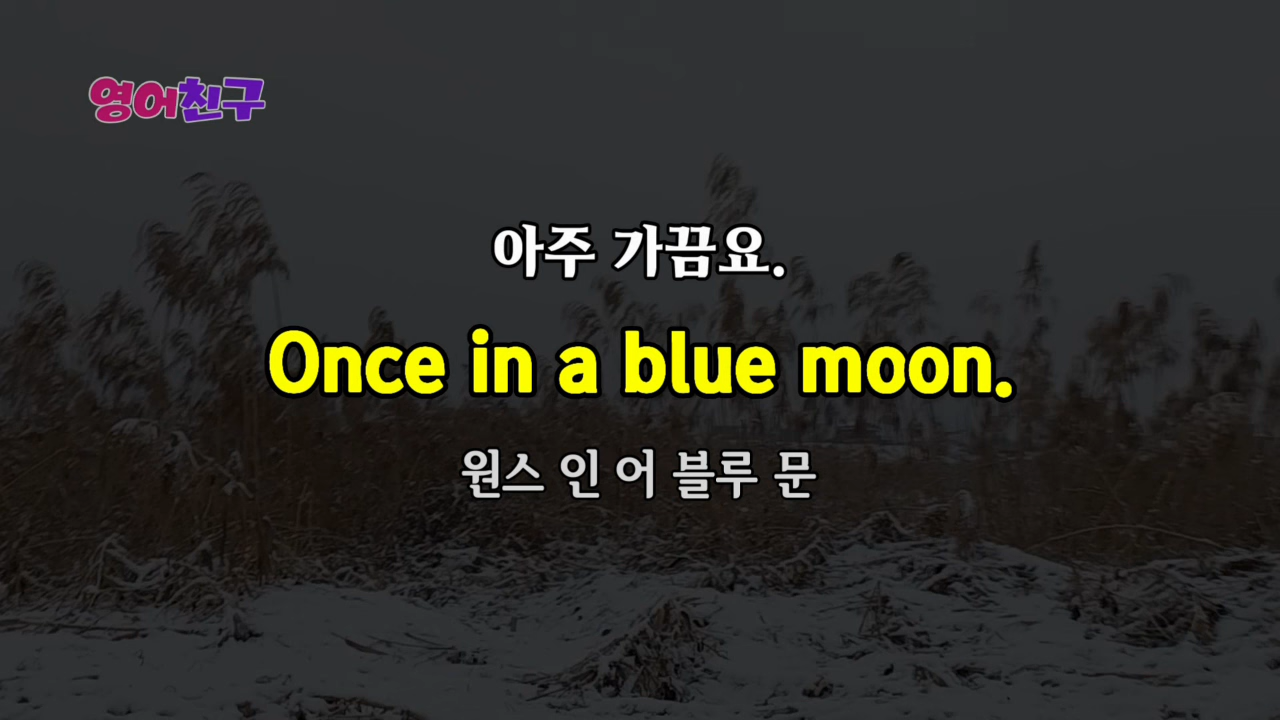 영어친구
아주 가끔요.
Once in a blue moon.
원스 인 어 블루 문